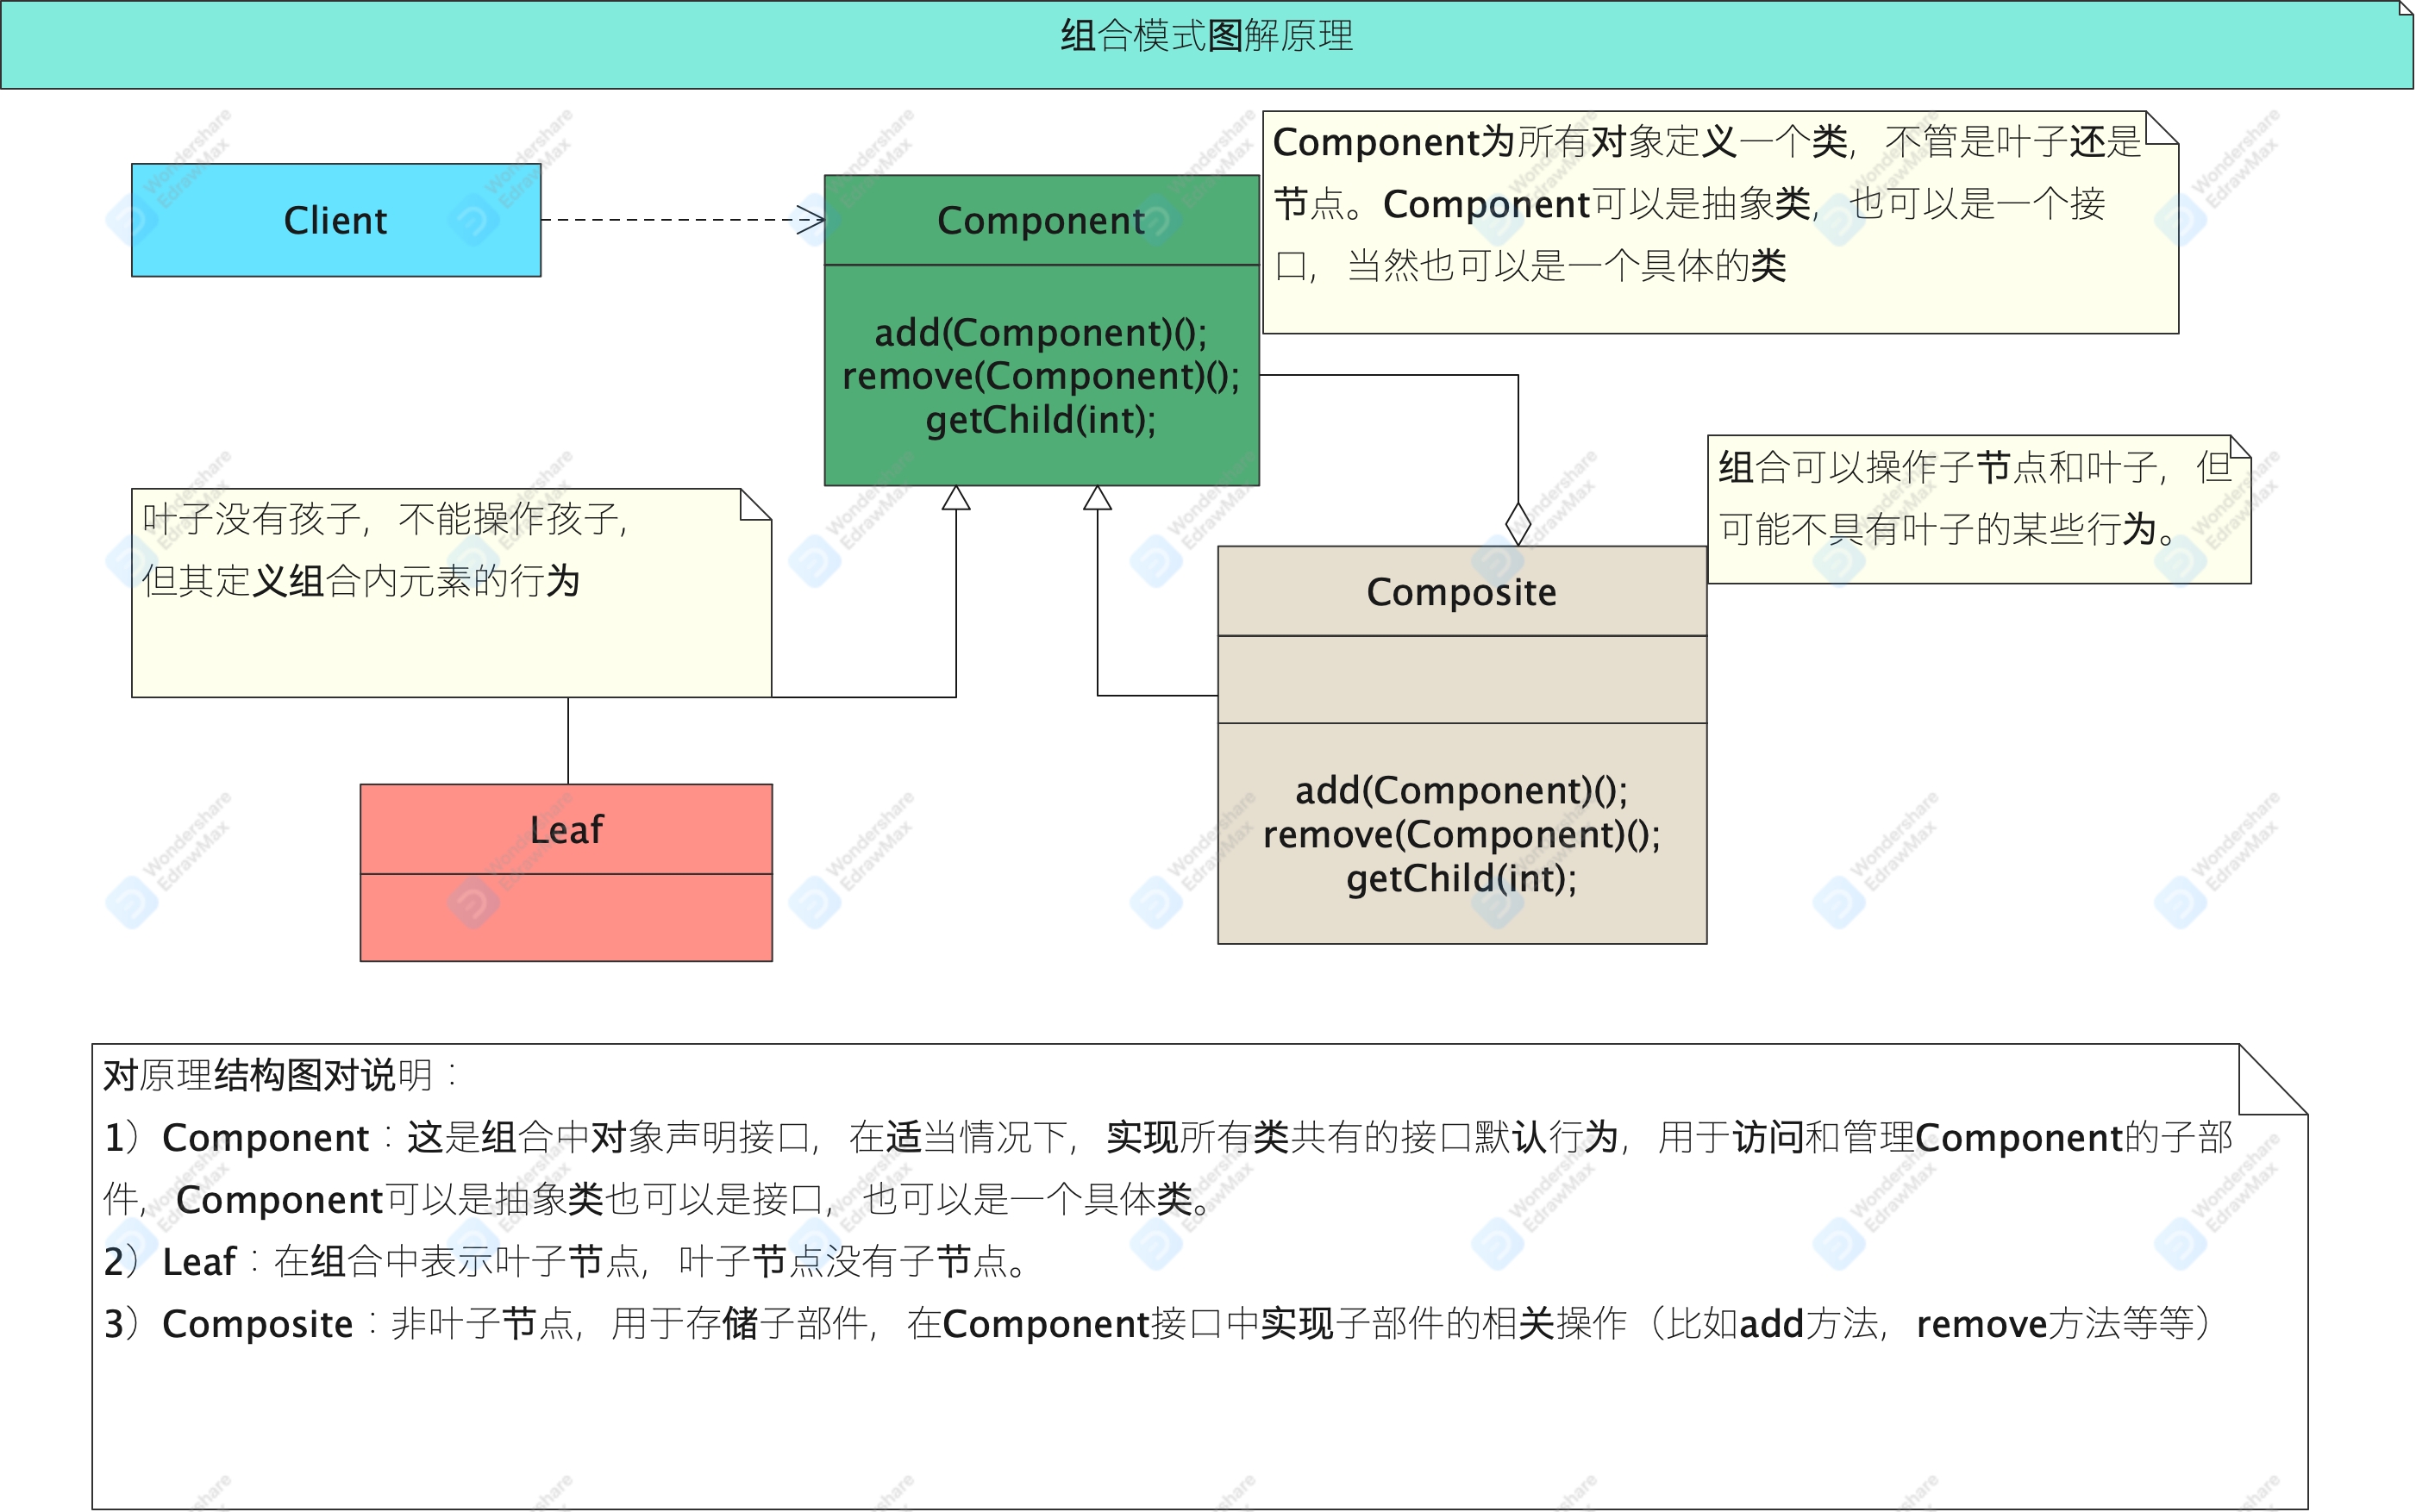 组合模式图解原理
Client
Component
add(Component)();
remove(Component)();
getChild(int);
Component为所有对象定义一个类，不管是叶子还是
节点。Component可以是抽象类，也可以是一个接
口，当然也可以是一个具体的类
叶子没有孩子，不能操作孩子，
但其定义组合内元素的行为
组合可以操作子节点和叶子，但
可能不具有叶子的某些行为。
Composite
add(Component)();
remove(Component)();
getChild(int);
Leaf
对原理结构图对说明：
1）Component：这是组合中对象声明接口，在适当情况下，实现所有类共有的接口默认行为，用于访问和管理Component的子部
件，Component可以是抽象类也可以是接口，也可以是一个具体类。
2）Leaf：在组合中表示叶子节点，叶子节点没有子节点。
3）Composite：非叶子节点，用于存储子部件，在Component接口中实现子部件的相关操作（比如add方法，remove方法等等）
Wondershare
EdrawMax